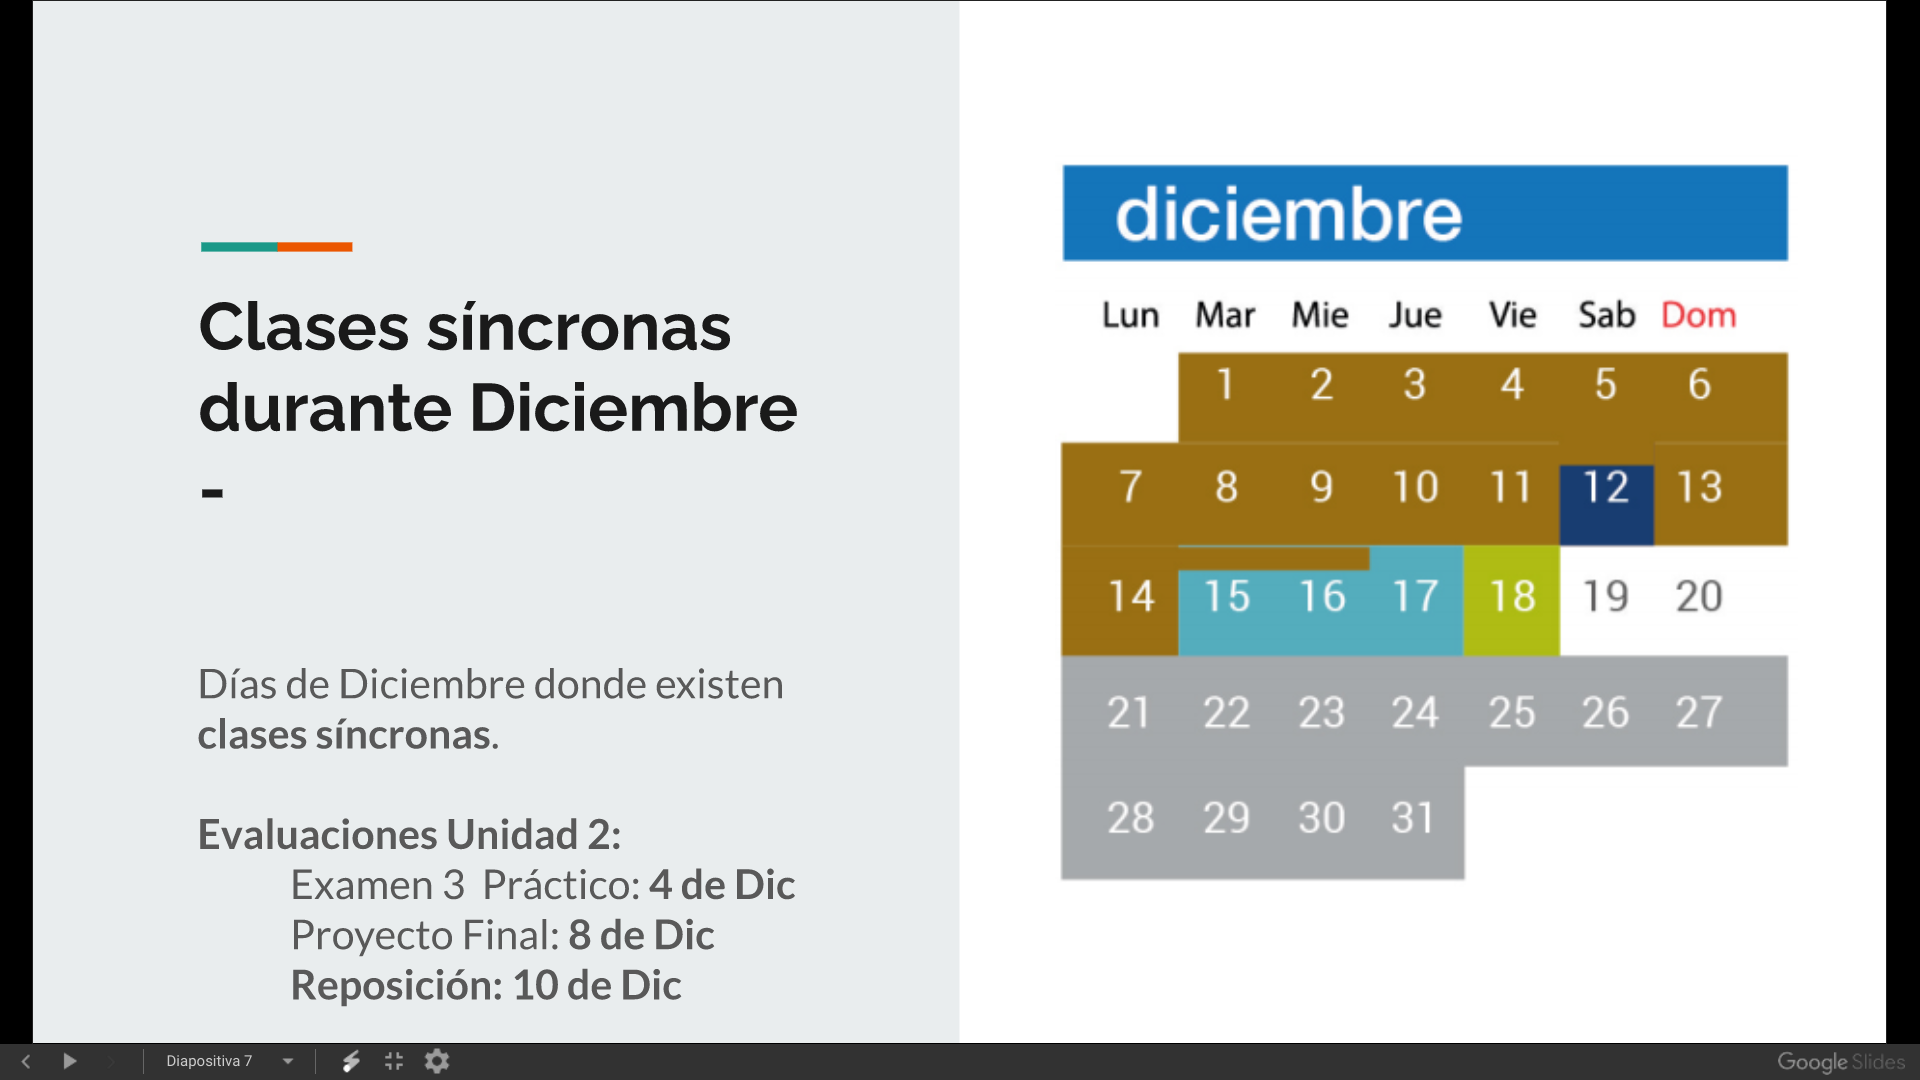 Clases síncronas
durante Diciembre
-
Días de Diciembre donde existen
clases síncronas.
Evaluaciones Unidad 2:
Examen 3 Práctico: 4 de Dic
Proyecto Final: 8 de Dic
Reposición: 10 de Dic
diciembre
Lun Mar Mie Jue Vie Sab Dom
1 2 3 4 5 6
7 8 9 10 11 12 13
14 15 16 17 18 19 20
21 22 23 24 25 26 27
28 29 30 31
Diapositiva 7
Google Slides